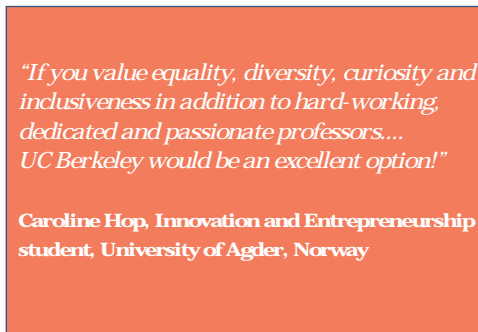 “If you value equality, diversity, curiosity and
inclusiveness in addition to hard-working,
dedicated and passionate professors....
UC Berkeley would be an excellent option!”
Caroline Hop, Innovation and Entrepreneurship
student, University of Agder, Norway